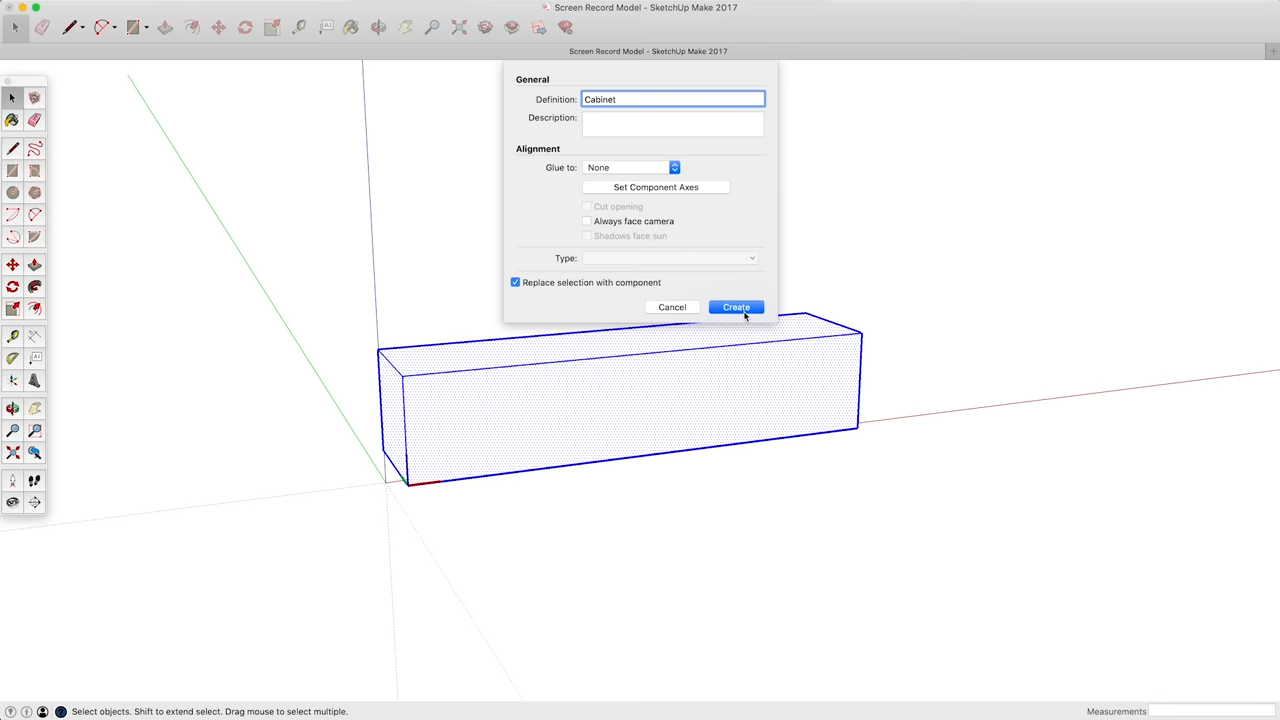 Screen Record Model - SketchUp Make 2017
Screen Record Model - SketchUp Make 2017
General
Definition: Cabinet
Description:
Alignment
Glue to: None
Set Component Axes
Cut opening
Always face camera
Shadows face sun
Type:
Replace selection with component
Cancel Create
Select objects. Shift to extend select. Drag mouse to select multiple. Measurements